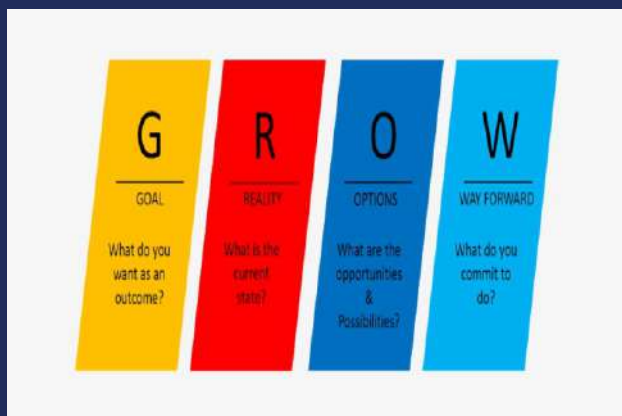 G
GOAL
What do you
want as an
outcome?
R
REALITY
What is the
current
state?
O
OPTIONS
What are the
opportunities
&
Possibilities?
W
WAY FORWARD
What do you
commit to
do?